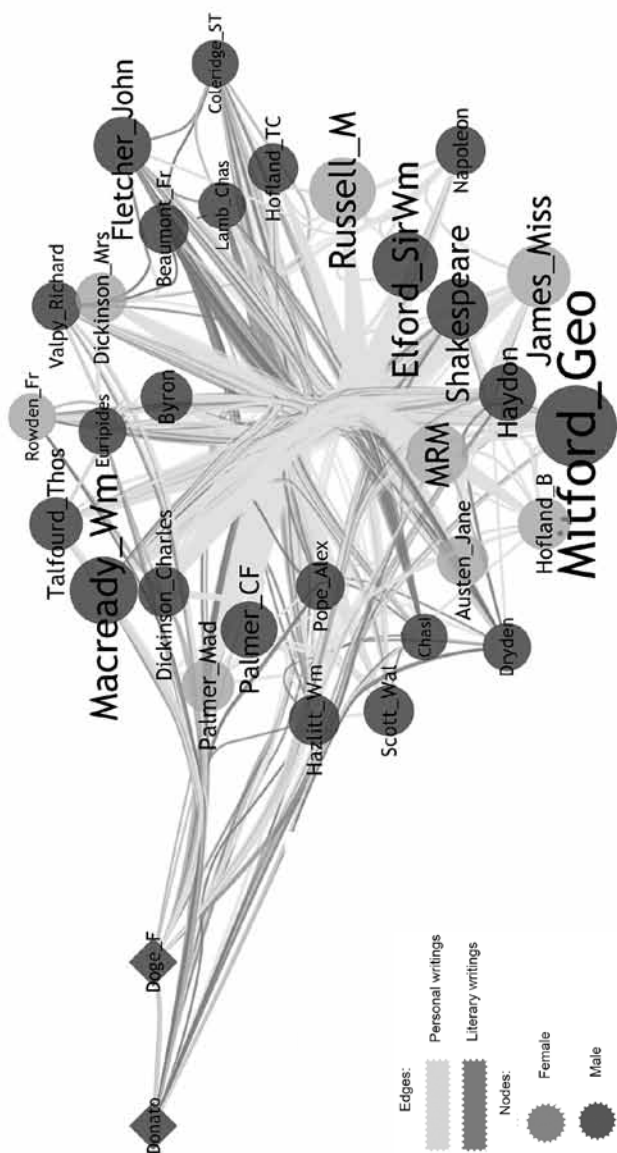 Coleridge_ST
Fletcher_John
Hofland_TC
Lamb_Chas
Beaumont_Fr
Napoleon
Russell_M
Valpy_Richard
Dickinson_Mrs
Elford_SirWm
Shakespeare
James_Miss
Rowden_Fr
Euripides
Byron
Haydon
Mitford_Geo
MRM
Talfourd_Thos
Macready_Wm
Dickinson_Charles
Hofland_B
Austen_Jane
Pope_Alex
Palmer_CF
Palmer_Mad
ChasI
Dryden
Hazlitt_Wm
Scott_Wal
Doge_F
Donato
Edges:
Personal writings
Literary writings
Nodes:
Female
Male